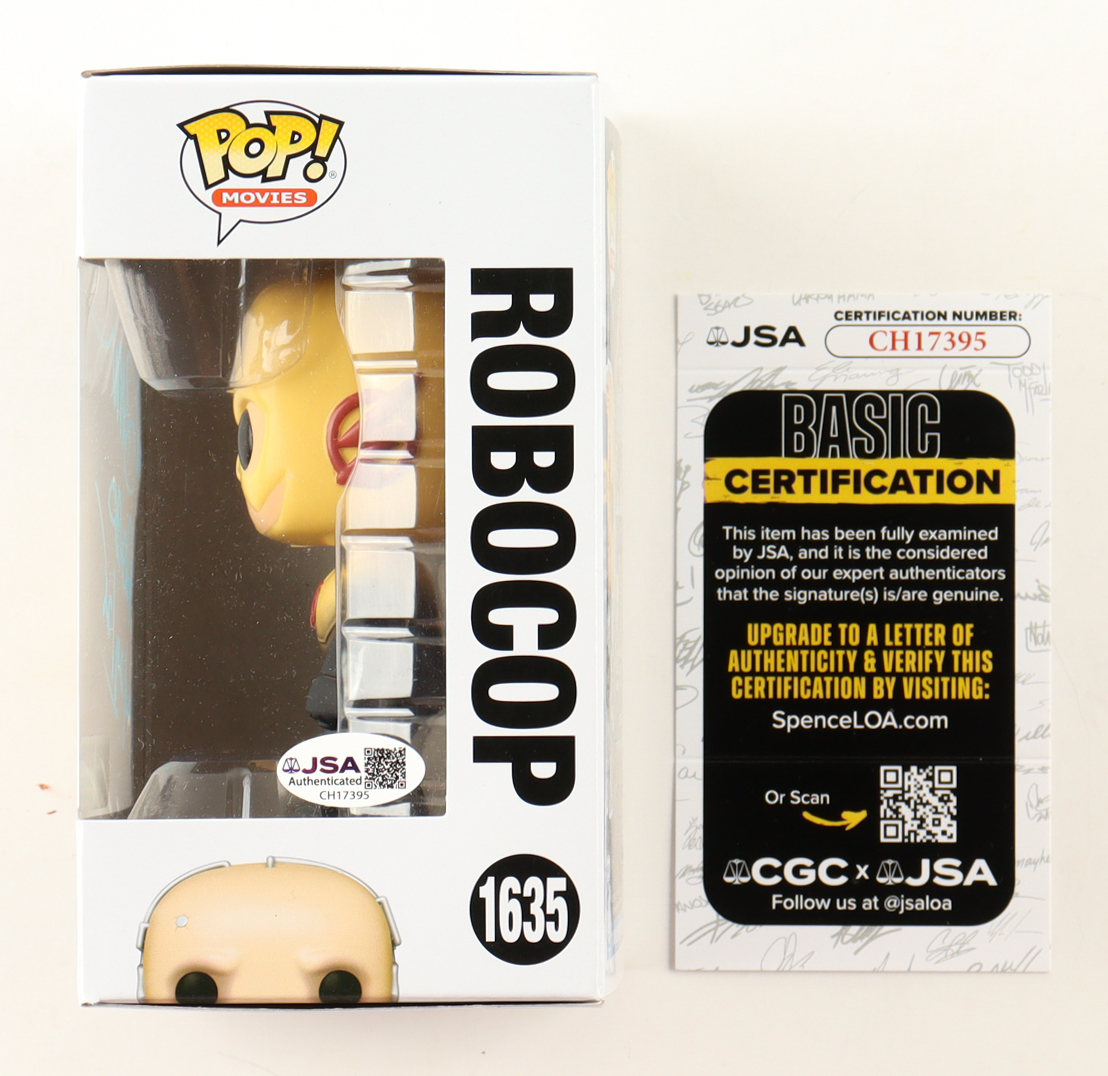 POP!
®
MOVIES
ROBOCOP
JSA
Authenticated
CH17395
1635
JSA
CERTIFICATION NUMBER:
CH17395
BASIC
CERTIFICATION
This item has been fully examined
by JSA, and it is the considered
opinion of our expert authenticators
that the signature(s) is/are genuine.
UPGRADE TO A LETTER OF
AUTHENTICITY & VERIFY THIS
CERTIFICATION BY VISITING:
SpenceLOA.com
Or Scan
CGC x JSA
Follow us at @jsaloa